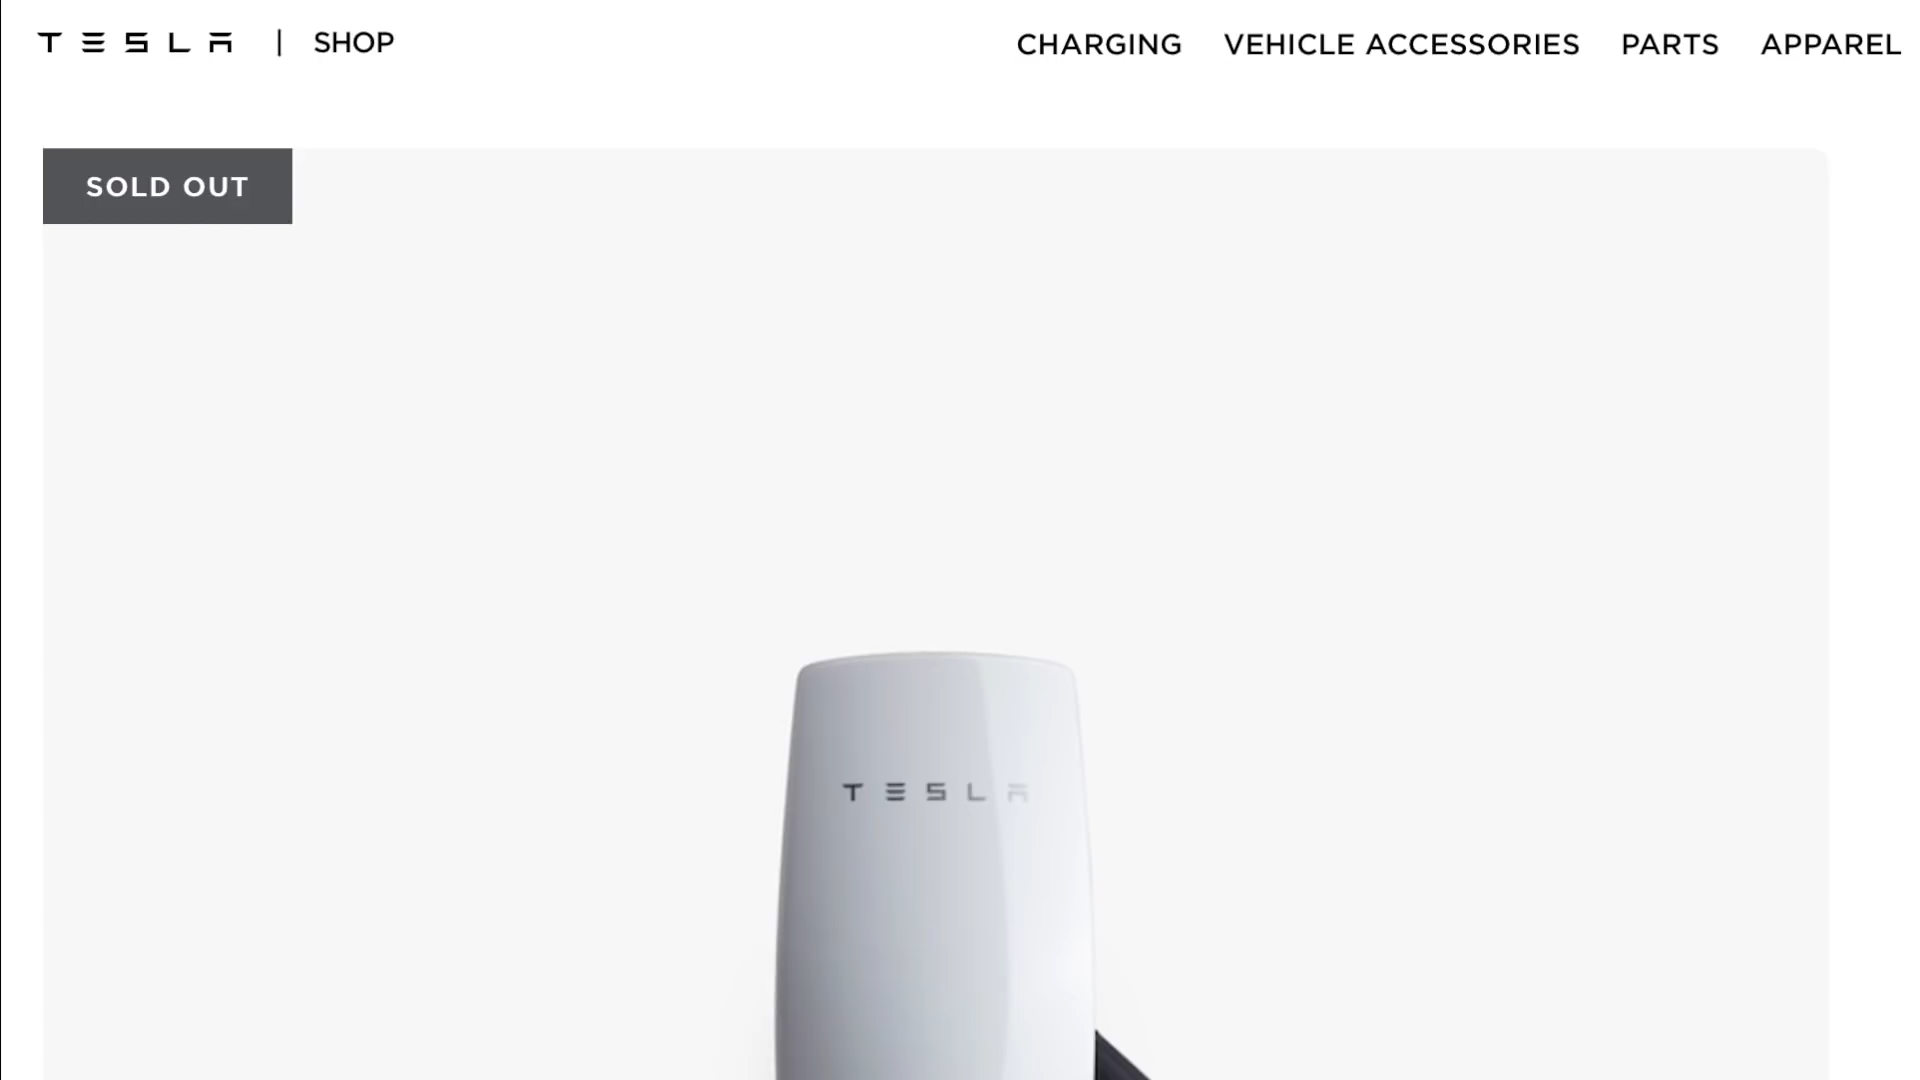 TESLA | SHOP
CHARGING VEHICLE ACCESSORIES PARTS APPAREL
SOLD OUT
TESLA